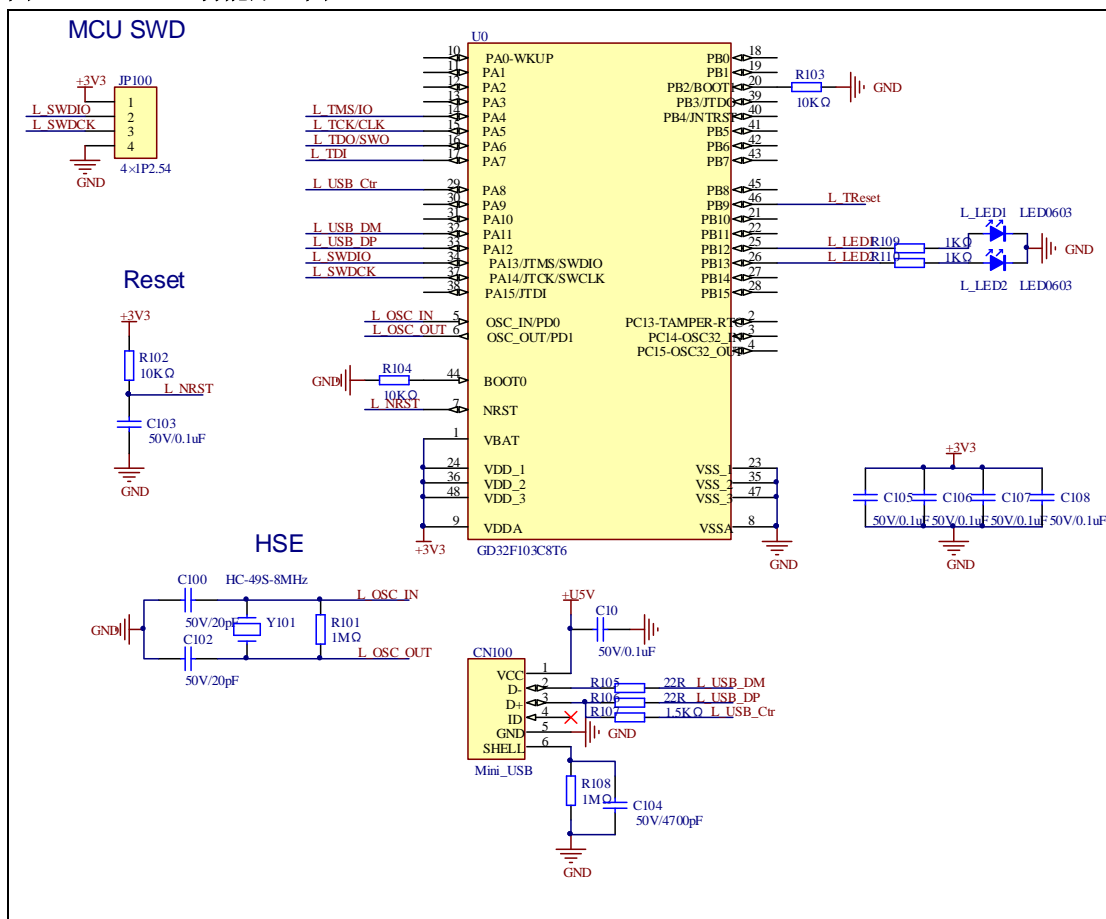 MCU SWD
+3V3
JP100
1
L_SWDIO
2
L_SWDCK
3
4
GND
4×1P2.54
Reset
+3V3
R102
10KΩ
L_NRST
C103
50V/0.1uF
GND
U0
10 PA0-WKUP
11 PA1
12 PA2
13 PA3
L_TMS/IO 14 PA4
L_TCK/CLK 15 PA5
L_TDO/SWO 16 PA6
L_TDI 17 PA7
L_USB_Ctr 29 PA8
30 PA9
31 PA10
L_USB_DM 32 PA11
L_USB_DP 33 PA12
L_SWDIO 34 PA13/JTMS/SWDIO
L_SWDCK 37 PA14/JTCK/SWCLK
38 PA15/JTDI
L_OSC_IN 5 OSC_IN/PD0
L_OSC_OUT 6 OSC_OUT/PD1
GND R104 10KΩ 44 BOOT0
L_NRST 7 NRST
1 VBAT
24 VDD_1
36 VDD_2
48 VDD_3
9 VDDA
+3V3
GD32F103C8T6
PB0 18
PB1 19
PB2/BOOT1 20 R103 10KΩ GND
PB3/JTDO 39
PB4/JNTRST 40
PB5 41
PB6 42
PB7 43
PB8 45
PB9 46 L_TReset
PB10 21
PB11 22
PB12 25 L_LED1 R109 1KΩ
PB13 26 L_LED2 R110 1KΩ
PB14 27
PB15 28
L_LED1 LED0603
GND
L_LED2 LED0603
PC13-TAMPER-RTC 2
PC14-OSC32_IN 3
PC15-OSC32_OUT 4
VSS_1 23
VSS_2 35
VSS_3 47
VSSA 8
GND
+3V3
C105 C106 C107 C108
50V/0.1uF 50V/0.1uF 50V/0.1uF 50V/0.1uF
GND
HSE
C100 HC-49S-8MHz
L_OSC_IN
50V/20pF
GND
Y101
R101
1MΩ
C102
L_OSC_OUT
50V/20pF
+U5V
C10
50V/0.1uF
CN100
VCC 1
D- 2 R105 22R L_USB_DM
D+ 3 R106 22R L_USB_DP
ID 4 R107 1.5KΩ L_USB_Ctr
GND 5 GND
SHELL 6
Mini_USB
R108
1MΩ
C104
50V/4700pF
GND